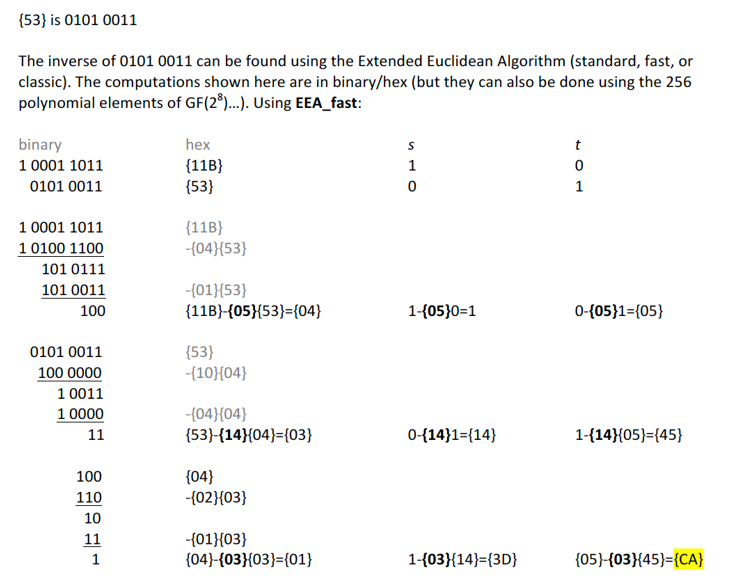 {53} is 0101 0011
The inverse of 0101 0011 can be found using the Extended Euclidean Algorithm (standard, fast, or
classic). The computations shown here are in binary/hex (but they can also be done using the 256
polynomial elements of GF(2⁸)...). Using EEA_fast:
binary hex s t
1 0001 1011 {11B} 1 0
0101 0011 {53} 0 1
1 0001 1011 {11B}
1 0100 1100 -{04}{53}
101 0111
101 0011 -{01}{53}
100 {11B}-{05}{53}={04} 1-{05}0=1 0-{05}1={05}
0101 0011 {53}
100 0000 -{10}{04}
1 0011
1 0000 -{04}{04}
11 {53}-{14}{04}={03} 0-{14}1={14} 1-{14}{05}={45}
100 {04}
110 -{02}{03}
10
11 -{01}{03}
1 {04}-{03}{03}={01} 1-{03}{14}={3D} {05}-{03}{45}={CA}